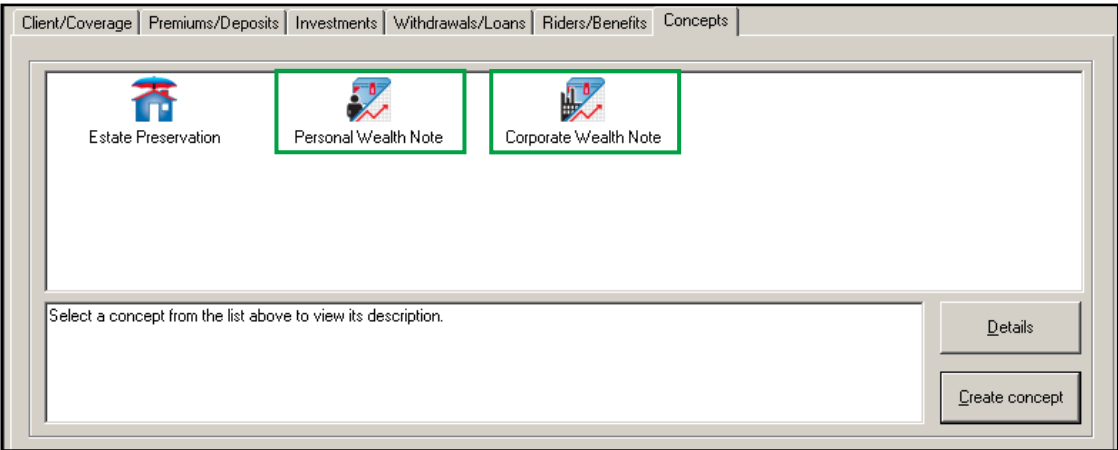 Client/Coverage Premiums/Deposits Investments Withdrawals/Loans Riders/Benefits Concepts
Estate Preservation Personal Wealth Note Corporate Wealth Note
Select a concept from the list above to view its description.
Details
Create concept